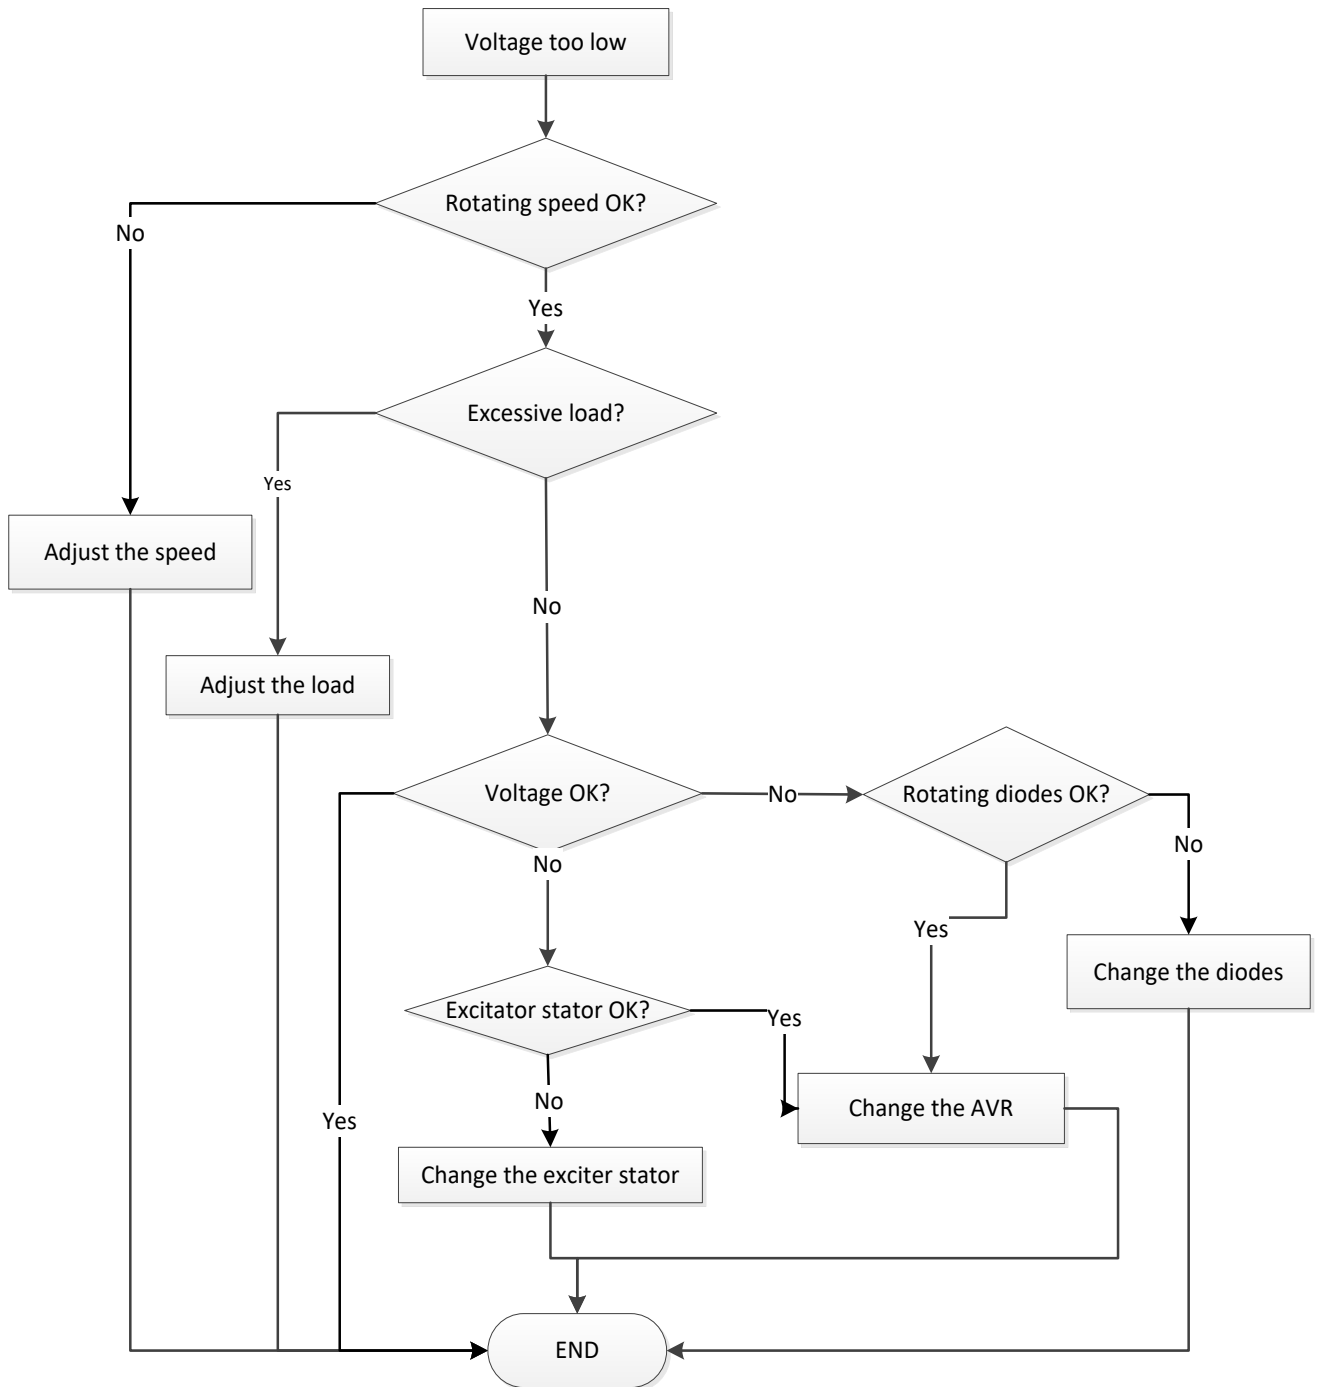 Voltage too low
Rotating speed OK?
No
Yes
Excessive load?
Yes
Adjust the speed
No
Adjust the load
Voltage OK?
No
Rotating diodes OK?
No
No
Yes
Change the diodes
Excitator stator OK?
Yes
No
Change the AVR
Yes
Change the exciter stator
END